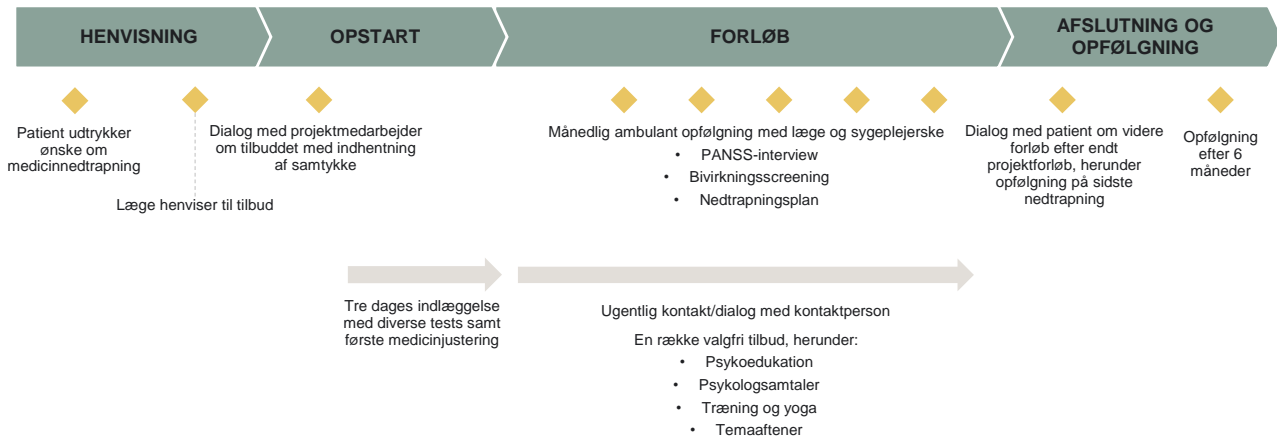 HENVISNING
OPSTART
FORLØB
AFSLUTNING OG
OPFØLGNING
Patient udtrykker
ønske om
medicinnedtrapning
Læge henviser til tilbud
Dialog med projektmedarbejder
om tilbuddet med indhentning
af samtykke
Månedlig ambulant opfølgning med læge og sygeplejerske
• PANSS-interview
• Bivirkningsscreening
• Nedtrapningsplan
Dialog med patient om videre
forløb efter endt
projektforløb, herunder
opfølgning på sidste
nedtrapning
Opfølgning
efter 6
måneder
Tre dages indlæggelse
med diverse tests samt
første medicinjustering
Ugentlig kontakt/dialog med kontaktperson
En række valgfri tilbud, herunder:
• Psykoedukation
• Psykologsamtaler
• Træning og yoga
• Temaaftener